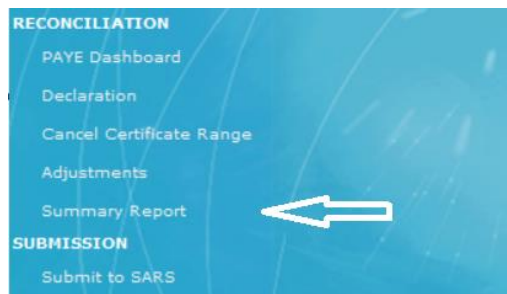 RECONCILIATION
PAYE Dashboard
Declaration
Cancel Certificate Range
Adjustments
Summary Report
SUBMISSION
Submit to SARS